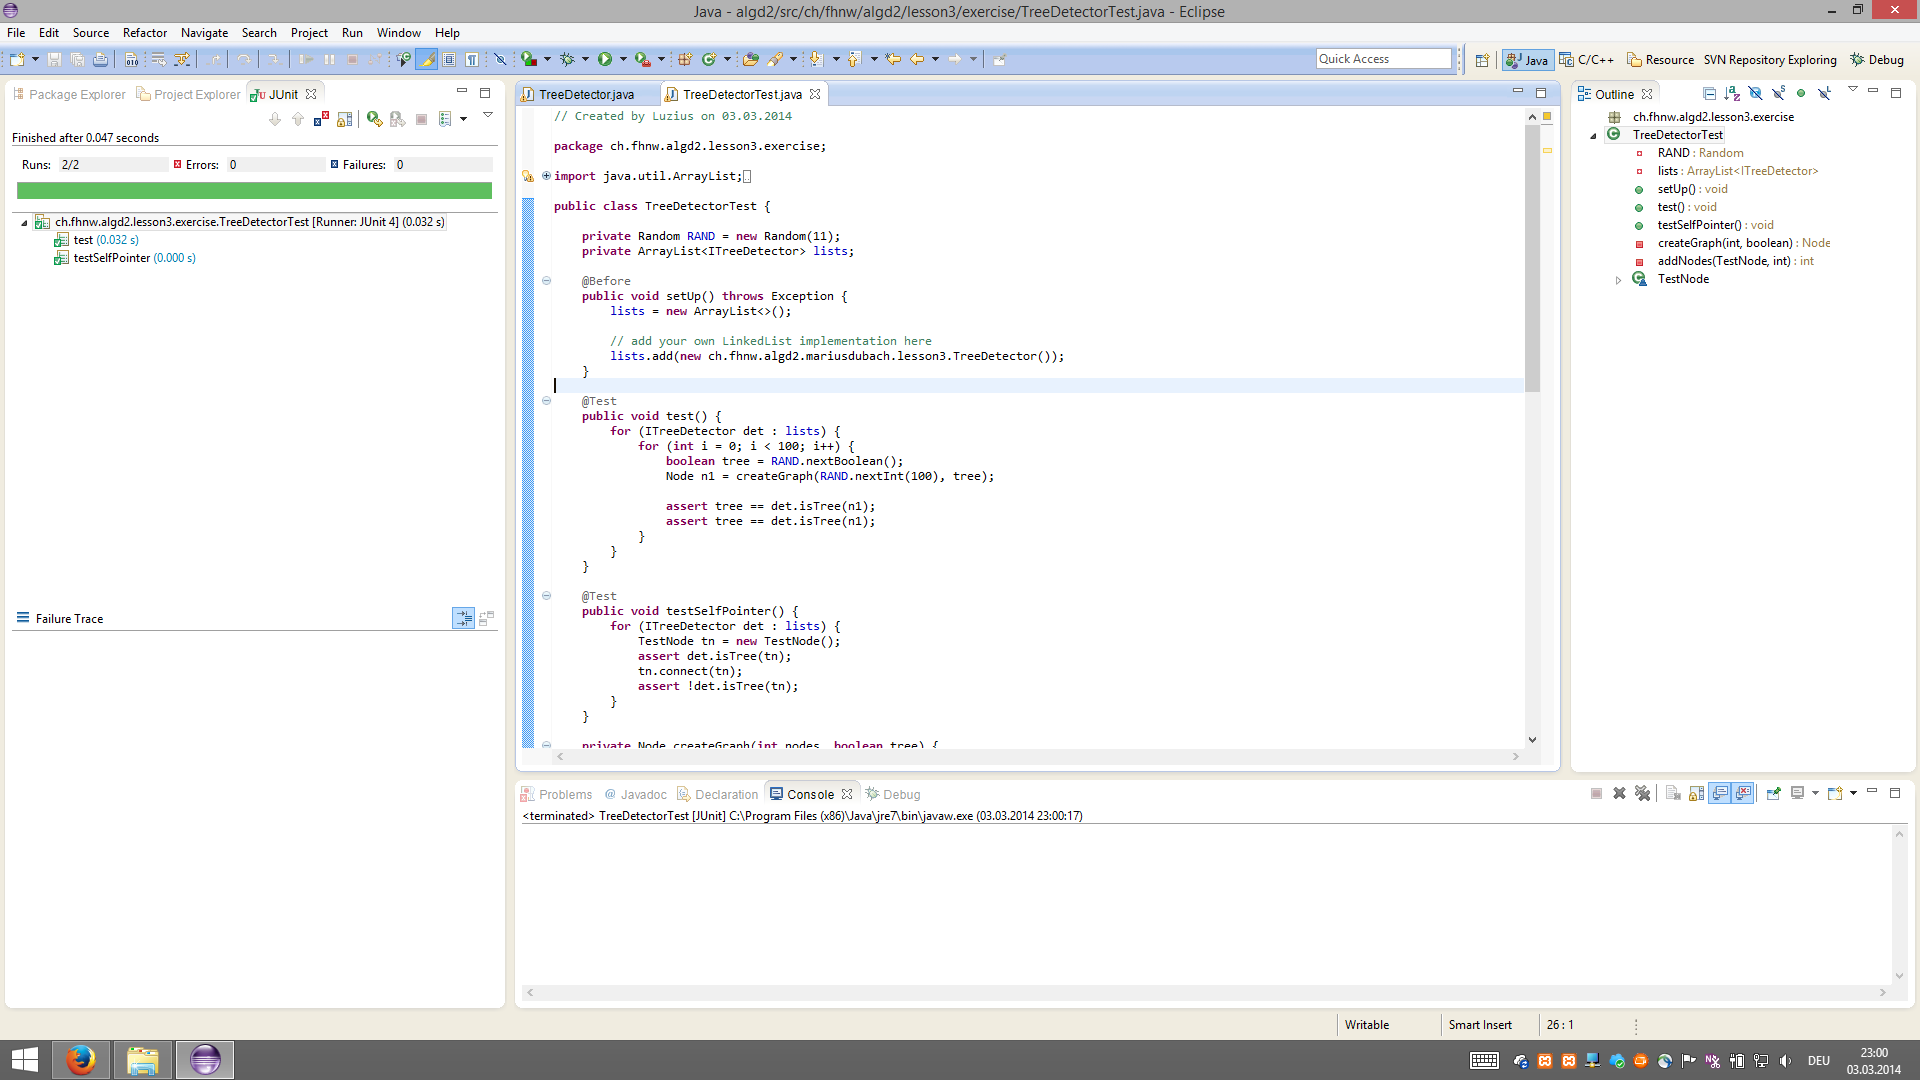 Java - algd2/src/ch/fhnw/algd2/lesson3/exercise/TreeDetectorTest.java - Eclipse
File Edit Source Refactor Navigate Search Project Run Window Help
Quick Access
Java C/C++ Resource SVN Repository Exploring Debug
Package Explorer Project Explorer JUnit
Finished after 0.047 seconds
Runs: 2/2 Errors: 0 Failures: 0
ch.fhnw.algd2.lesson3.exercise.TreeDetectorTest [Runner: JUnit 4] (0.032 s)
test (0.032 s)
testSelfPointer (0.000 s)
Failure Trace
TreeDetector.java TreeDetectorTest.java
// Created by Luzius on 03.03.2014
package ch.fhnw.algd2.lesson3.exercise;
import java.util.ArrayList;
public class TreeDetectorTest {
private Random RAND = new Random(11);
private ArrayList<ITreeDetector> lists;
@Before
public void setUp() throws Exception {
lists = new ArrayList<>();
// add your own LinkedList implementation here
lists.add(new ch.fhnw.algd2.mariusdubach.lesson3.TreeDetector());
}
@Test
public void test() {
for (ITreeDetector det : lists) {
for (int i = 0; i < 100; i++) {
boolean tree = RAND.nextBoolean();
Node n1 = createGraph(RAND.nextInt(100), tree);
assert tree == det.isTree(n1);
assert tree == det.isTree(n1);
}
}
}
@Test
public void testSelfPointer() {
for (ITreeDetector det : lists) {
TestNode tn = new TestNode();
assert det.isTree(tn);
tn.connect(tn);
assert !det.isTree(tn);
}
}
private Node createGraph(int nodes, boolean tree) {
Outline
ch.fhnw.algd2.lesson3.exercise
TreeDetectorTest
RAND : Random
lists : ArrayList<ITreeDetector>
setUp() : void
test() : void
testSelfPointer() : void
createGraph(int, boolean) : Node
addNodes(TestNode, int) : int
TestNode
Problems Javadoc Declaration Console Debug
<terminated> TreeDetectorTest [JUnit] C:\Program Files (x86)\Java\jre7\bin\javaw.exe (03.03.2014 23:00:17)
Writable Smart Insert 26 : 1
DEU
23:00
03.03.2014